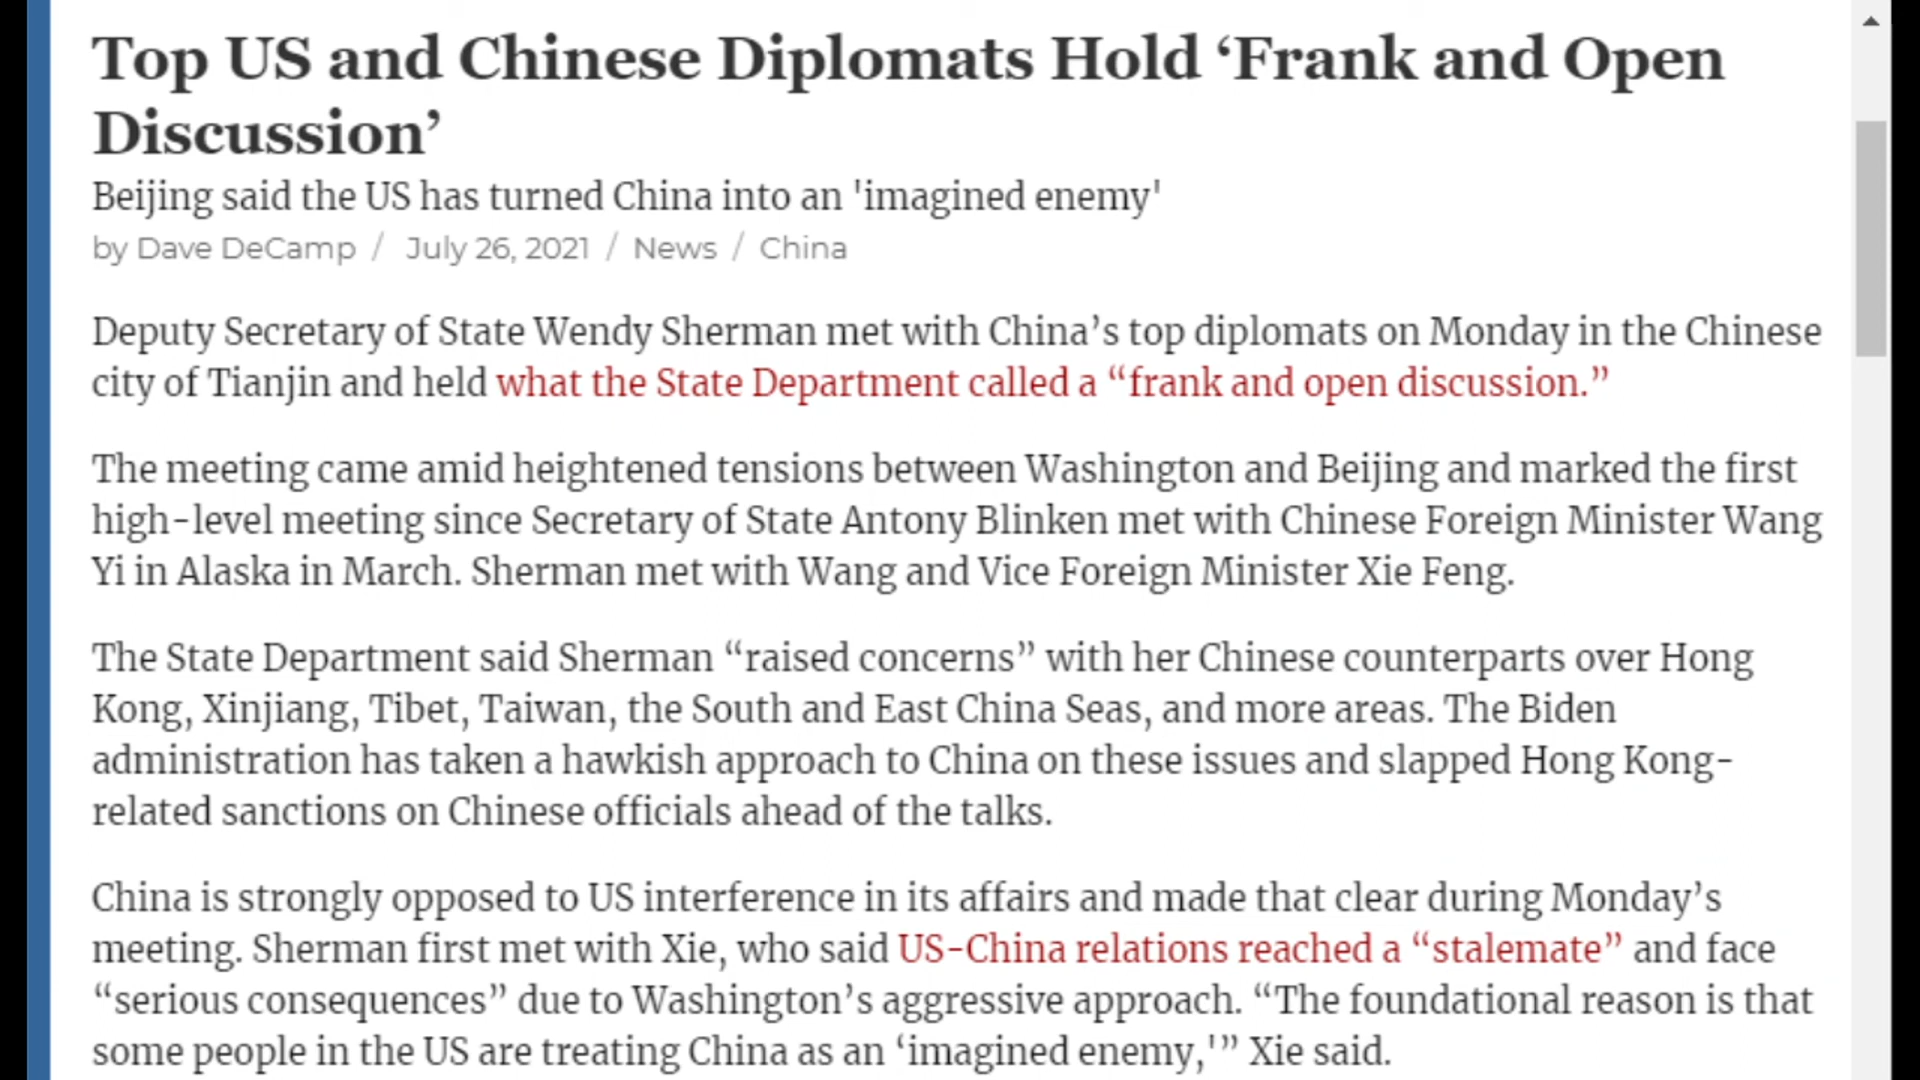 Top US and Chinese Diplomats Hold ‘Frank and Open
Discussion’
Beijing said the US has turned China into an 'imagined enemy'
by Dave DeCamp / July 26, 2021 / News / China
Deputy Secretary of State Wendy Sherman met with China’s top diplomats on Monday in the Chinese
city of Tianjin and held what the State Department called a “frank and open discussion.”
The meeting came amid heightened tensions between Washington and Beijing and marked the first
high-level meeting since Secretary of State Antony Blinken met with Chinese Foreign Minister Wang
Yi in Alaska in March. Sherman met with Wang and Vice Foreign Minister Xie Feng.
The State Department said Sherman “raised concerns” with her Chinese counterparts over Hong
Kong, Xinjiang, Tibet, Taiwan, the South and East China Seas, and more areas. The Biden
administration has taken a hawkish approach to China on these issues and slapped Hong Kong-
related sanctions on Chinese officials ahead of the talks.
China is strongly opposed to US interference in its affairs and made that clear during Monday’s
meeting. Sherman first met with Xie, who said US-China relations reached a “stalemate” and face
“serious consequences” due to Washington’s aggressive approach. “The foundational reason is that
some people in the US are treating China as an ‘imagined enemy,'” Xie said.